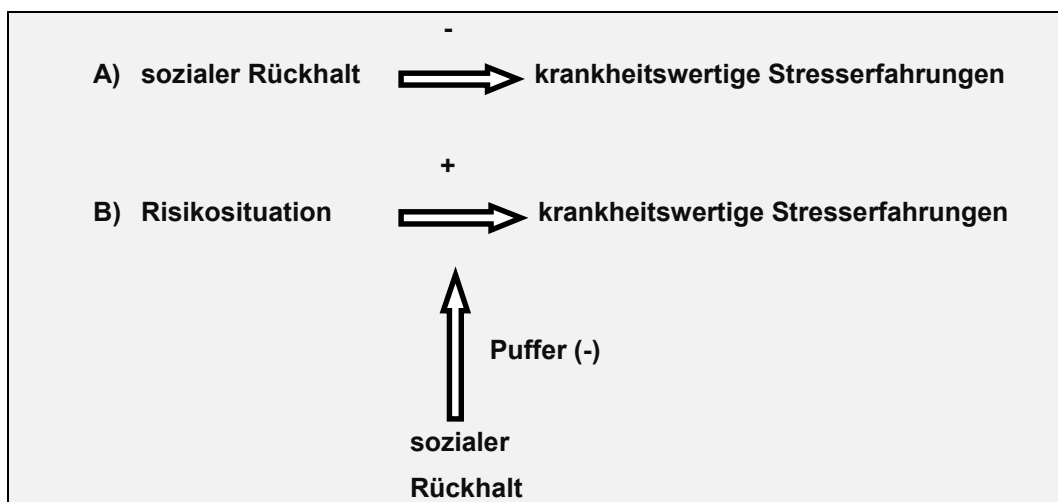 -
A) sozialer Rückhalt krankheitswertige Stresserfahrungen
+
B) Risikosituation krankheitswertige Stresserfahrungen
Puffer (-)
sozialer
Rückhalt